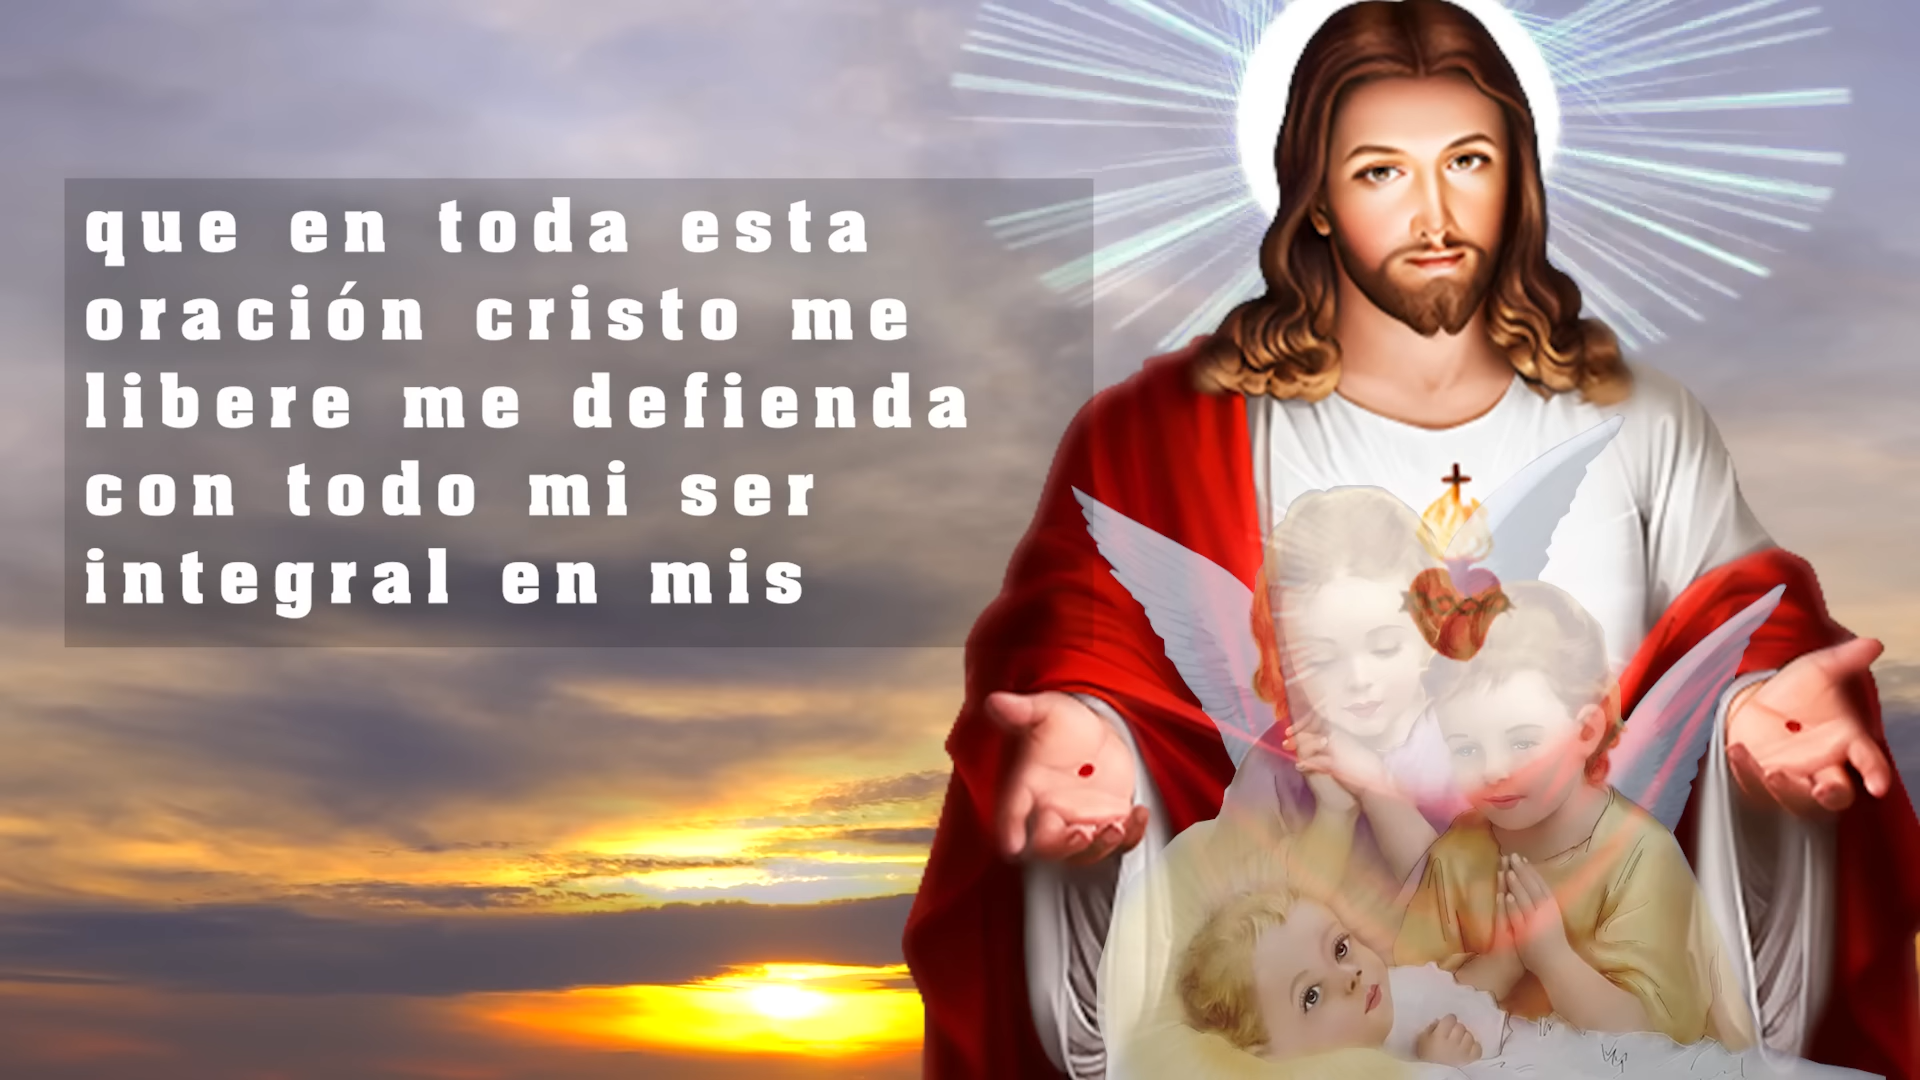 que en toda esta
oración cristo me
libere me defienda
con todo mi ser
integral en mis